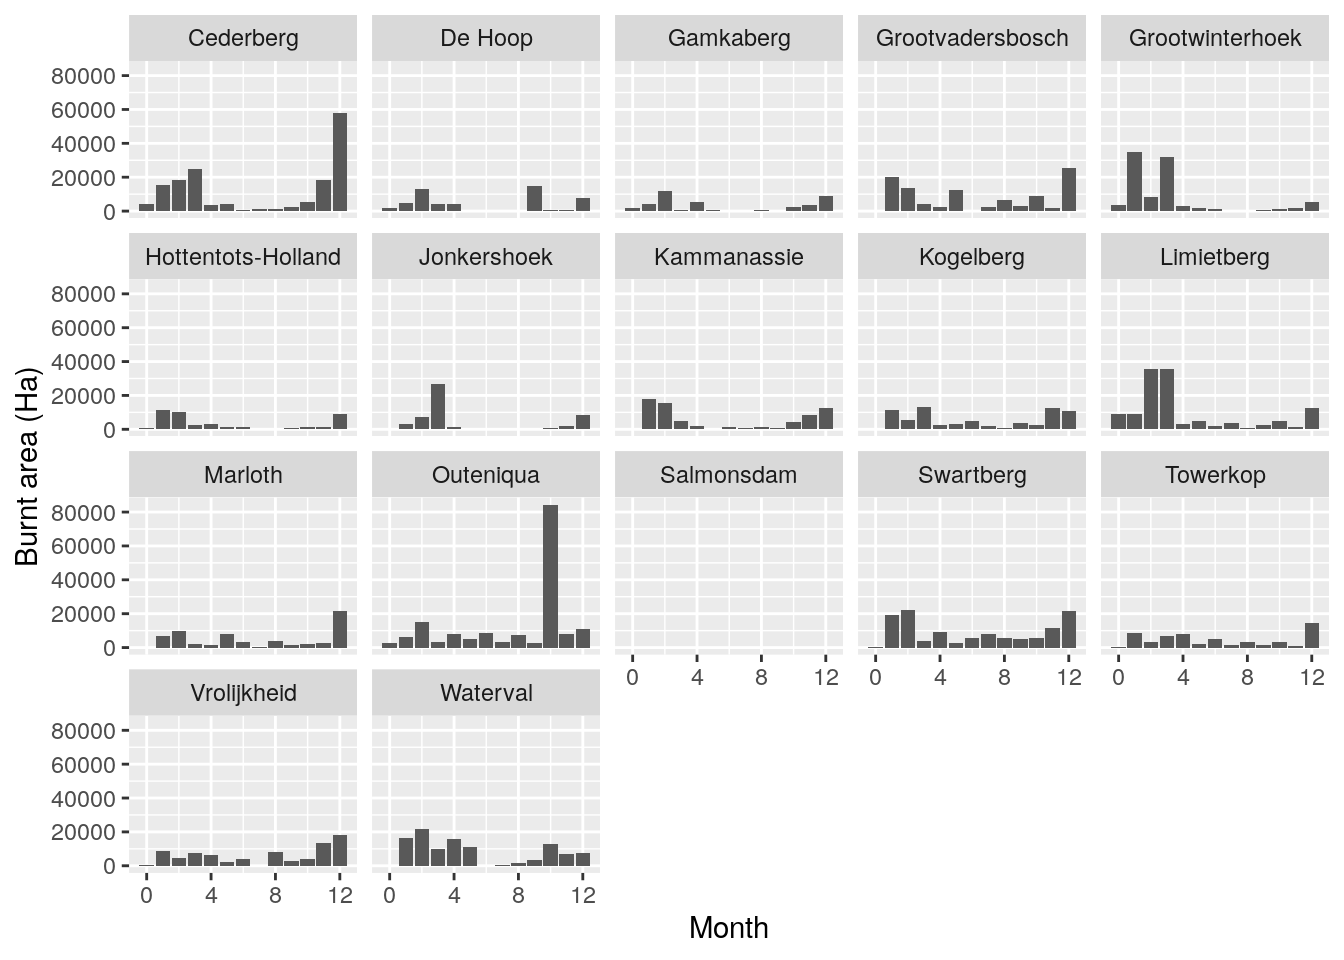 Cederberg De Hoop Gamkaberg Grootvadersbosch Grootwinterhoek
80000
60000
40000
20000
0
Hottentots-Holland Jonkershoek Kammanassie Kogelberg Limietberg
80000
60000
40000
20000
0
Burnt area (Ha)
Marloth Outeniqua Salmonsdam Swartberg Towerkop
80000
60000
40000
20000
0
0 4 8 12 0 4 8 12 0 4 8 12
Vrolijkheid Waterval
80000
60000
40000
20000
0
0 4 8 12 0 4 8 12
Month